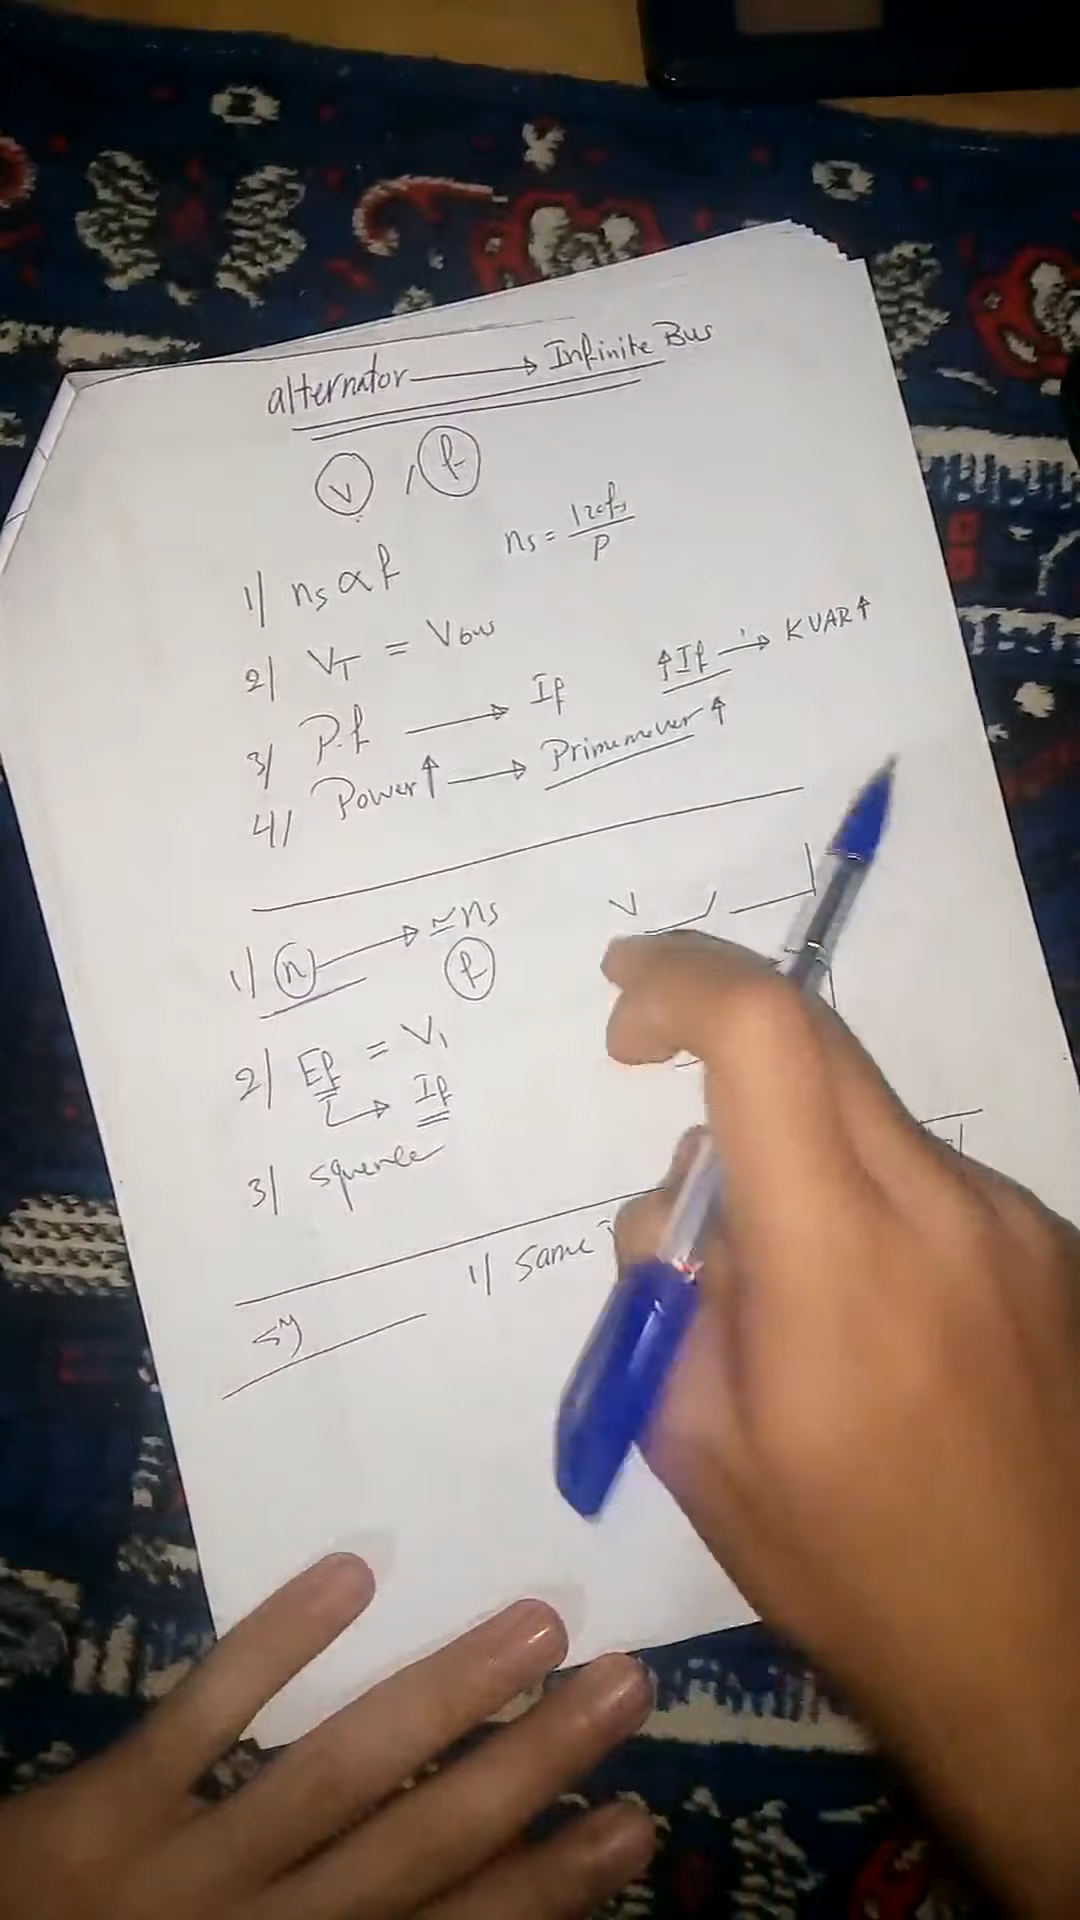 alternator → Infinite Bus
V , f
1/ ns ∝ f
ns = 120fs / P
2/ VT = Vbus
3/ P.f → If
↑If → KVAR↑
4/ Power↑ → Primemover↑
1/ n → ≃ns
f
V
2/ Ef = V1
↳ If
3/ squence
1/ Same